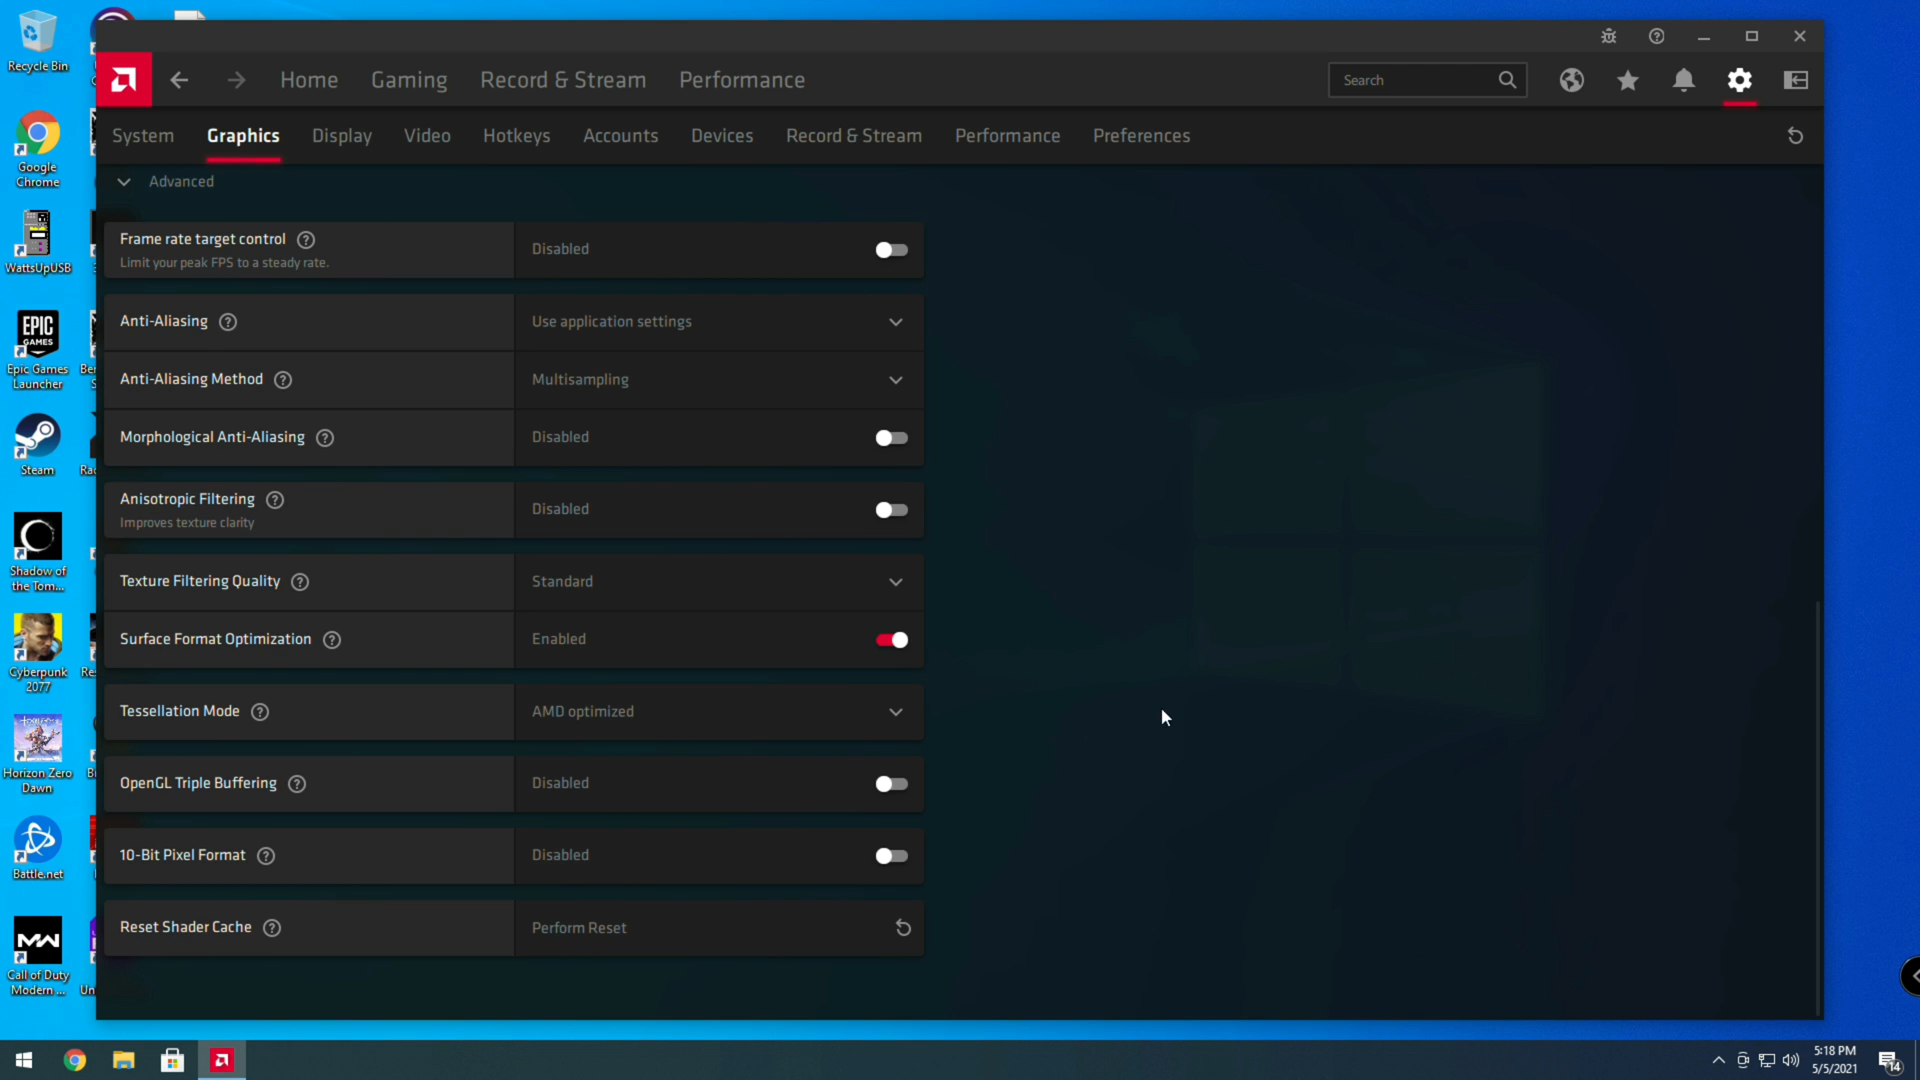 Recycle Bin
Google
Chrome
WattsUpUSB
EPIC
GAMES
Epic Games
Launcher
Steam
Shadow of
the Tom...
Cyberpunk
2077
Horizon Zero
Dawn
Battle.net
Call of Duty
Modern ...
Home
Gaming
Record & Stream
Performance
Search
System
Graphics
Display
Video
Hotkeys
Accounts
Devices
Record & Stream
Performance
Preferences
Advanced
Frame rate target control
Limit your peak FPS to a steady rate.
Disabled
Anti-Aliasing
Use application settings
Anti-Aliasing Method
Multisampling
Morphological Anti-Aliasing
Disabled
Anisotropic Filtering
Improves texture clarity
Disabled
Texture Filtering Quality
Standard
Surface Format Optimization
Enabled
Tessellation Mode
AMD optimized
OpenGL Triple Buffering
Disabled
10-Bit Pixel Format
Disabled
Reset Shader Cache
Perform Reset
5:18 PM
5/5/2021
14